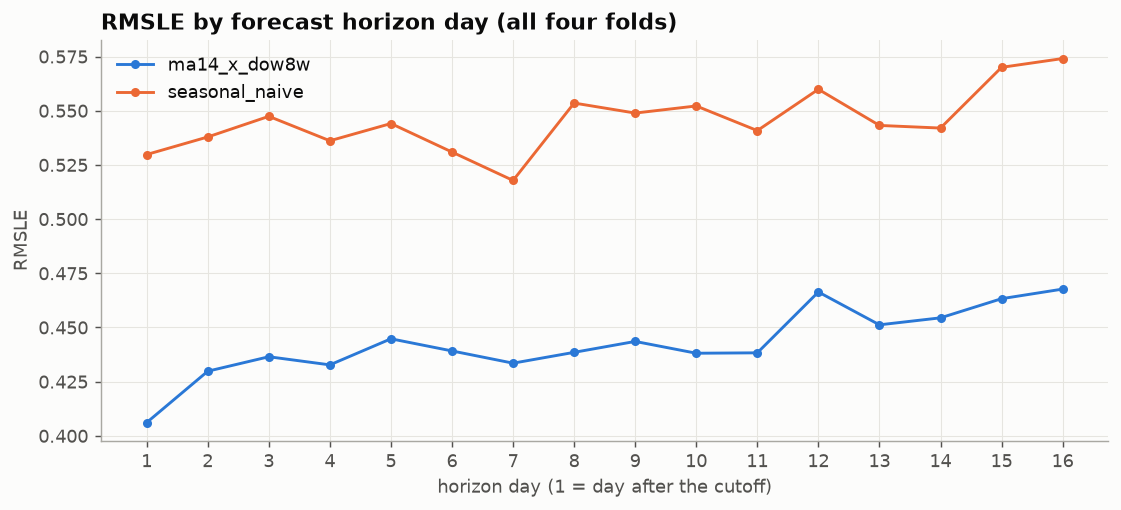 RMSLE by forecast horizon day (all four folds)
ma14_x_dow8w
seasonal_naive
0.575
0.550
0.525
0.500
0.475
0.450
0.425
0.400
RMSLE
1 2 3 4 5 6 7 8 9 10 11 12 13 14 15 16
horizon day (1 = day after the cutoff)